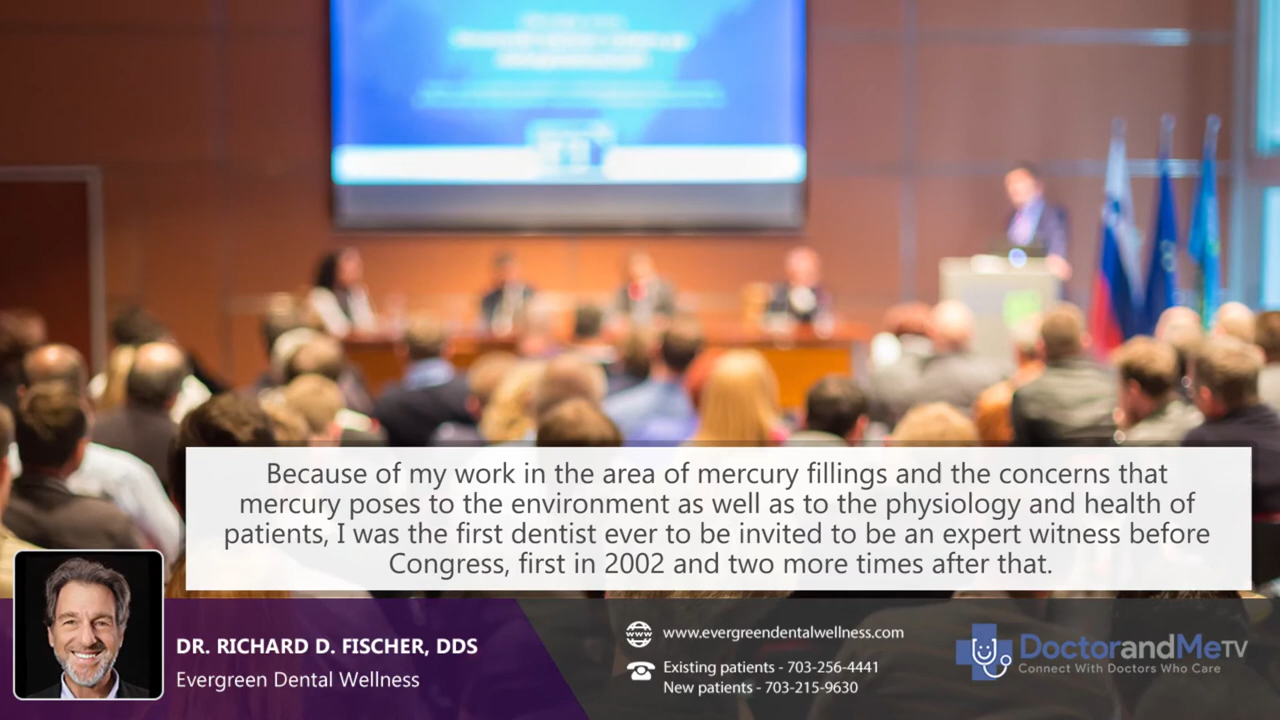 Because of my work in the area of mercury fillings and the concerns that
mercury poses to the environment as well as to the physiology and health of
patients, I was the first dentist ever to be invited to be an expert witness before
Congress, first in 2002 and two more times after that.
DR. RICHARD D. FISCHER, DDS
Evergreen Dental Wellness
www
www.evergreendentalwellness.com
Existing patients - 703-256-4441
New patients - 703-215-9630
DoctorandMeTV
Connect With Doctors Who Care